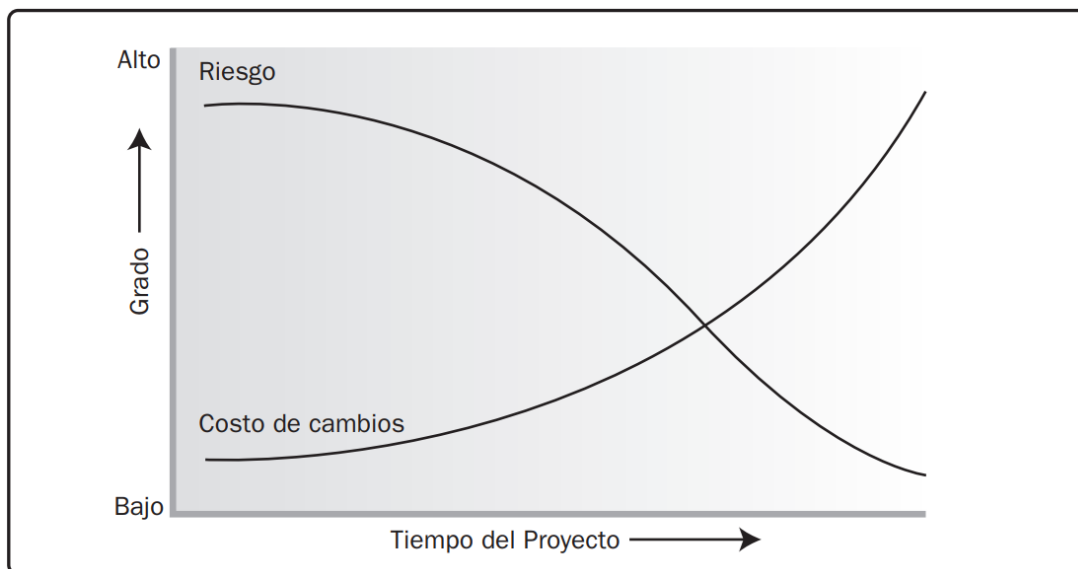 Alto
Riesgo
Grado
Costo de cambios
Bajo
Tiempo del Proyecto